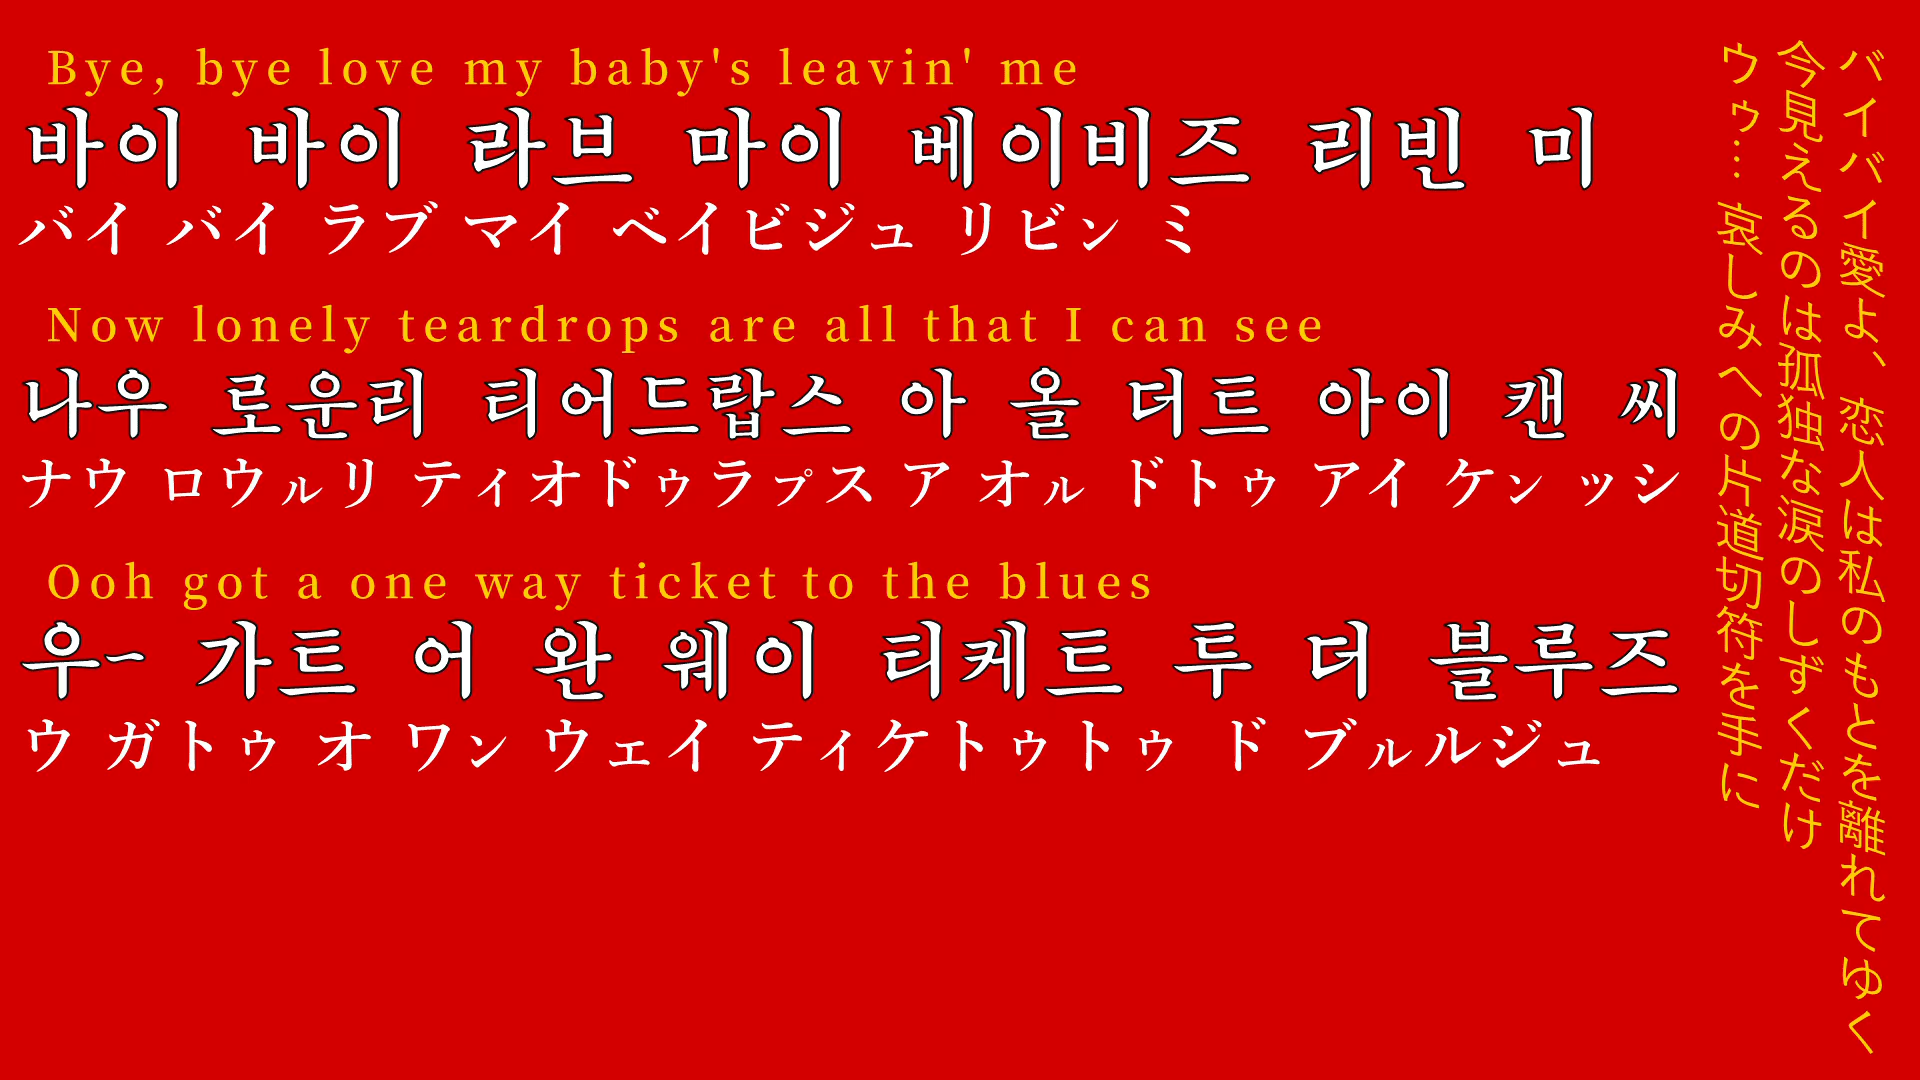 Bye, bye love my baby's leavin' me
바이 바이 라브 마이 베이비즈 리빈 미
バイ バイ ラブ マイ ベイビジュ リビン ミ
Now lonely teardrops are all that I can see
나우 로운리 티어드랍스 아 올 더트 아이 캔 씨
ナウ ロウㇽリ ティオドゥラㇷ゚ス ア オㇽ ドトゥ アイ ケン ッシ
Ooh got a one way ticket to the blues
우- 가트 어 완 웨이 티케트 투 더 블루즈
ウ ガトゥ オ ワン ウェイ ティケトゥトゥ ド ブㇽルジュ
バイバイ愛よ、恋人は私のもとを離れてゆく
今見えるのは孤独な涙のしずくだけ
ウゥ… 哀しみへの片道切符を手に